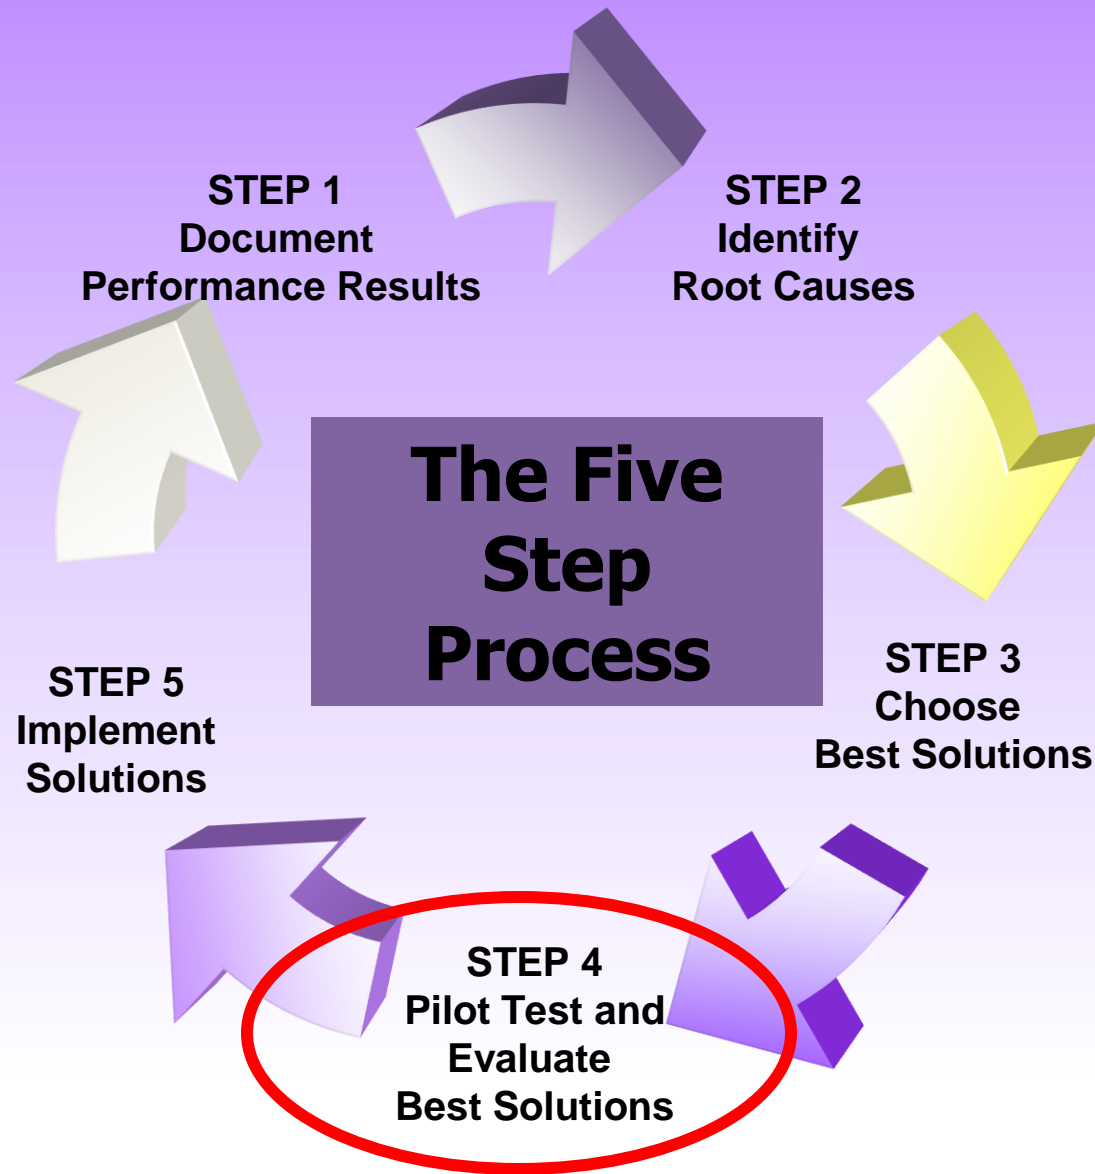 STEP 1
Document
Performance Results
STEP 2
Identify
Root Causes
The Five
Step
Process
STEP 3
Choose
Best Solutions
STEP 4
Pilot Test and
Evaluate
Best Solutions
STEP 5
Implement
Solutions